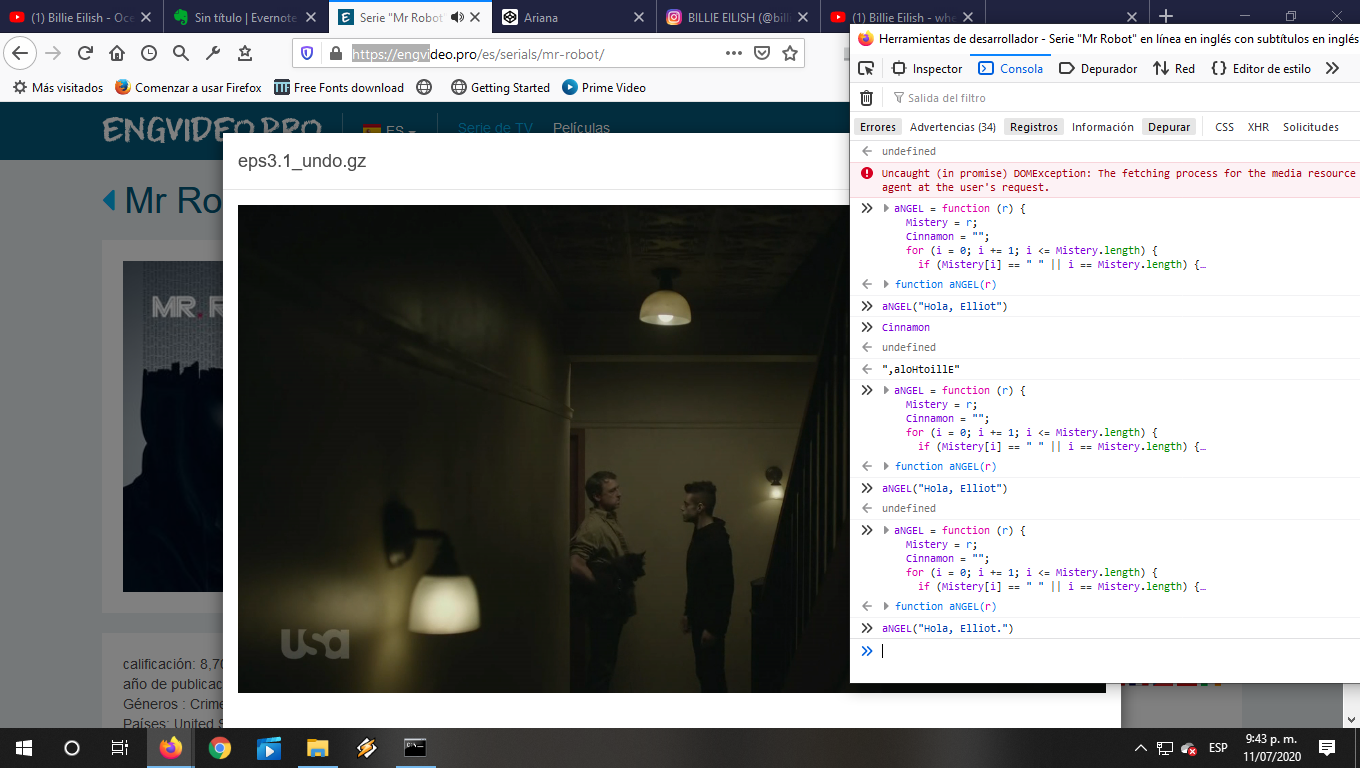 (1) Billie Eilish - Oce
Sin título | Evernote
Serie "Mr Robot
Ariana
BILLIE EILISH (@billi
(1) Billie Eilish - whe
https://engvideo.pro/es/serials/mr-robot/
Más visitados
Comenzar a usar Firefox
Free Fonts download
Getting Started
Prime Video
ENGVIDEO.PRO
ES
Serie de TV
Películas
Mr Ro
eps3.1_undo.gz
MR. R
usa
calificación: 8,70
año de publicac
Géneros : Crime
Países: United S
Herramientas de desarrollador - Serie "Mr Robot" en línea en inglés con subtítulos en inglés
Inspector
Consola
Depurador
Red
Editor de estilo
Salida del filtro
Errores
Advertencias (34)
Registros
Información
Depurar
CSS
XHR
Solicitudes
undefined
Uncaught (in promise) DOMException: The fetching process for the media resource
agent at the user's request.
aNGEL = function (r) {
Mistery = r;
Cinnamon = "";
for (i = 0; i += 1; i <= Mistery.length) {
if (Mistery[i] == " " || i == Mistery.length) {…
function aNGEL(r)
aNGEL("Hola, Elliot")
Cinnamon
undefined
",aloHtoillE"
aNGEL = function (r) {
Mistery = r;
Cinnamon = "";
for (i = 0; i += 1; i <= Mistery.length) {
if (Mistery[i] == " " || i == Mistery.length) {…
function aNGEL(r)
aNGEL("Hola, Elliot")
undefined
aNGEL = function (r) {
Mistery = r;
Cinnamon = "";
for (i = 0; i += 1; i <= Mistery.length) {
if (Mistery[i] == " " || i == Mistery.length) {…
function aNGEL(r)
aNGEL("Hola, Elliot.")
ESP
9:43 p. m.
11/07/2020